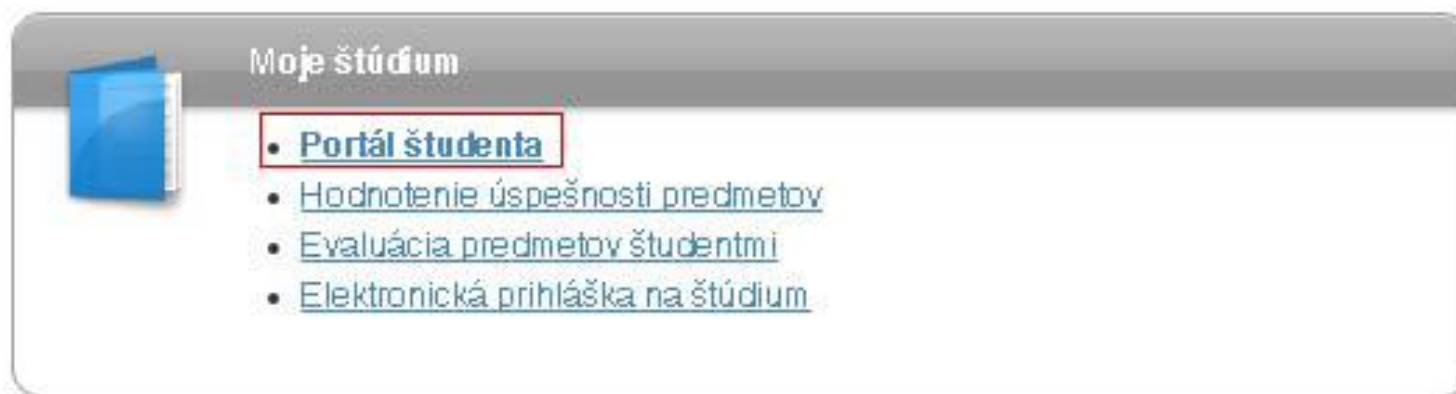 Moje štúdium
Portál študenta
Hodnotenie úspešnosti predmetov
Evaluácia predmetov študentmi
Elektronická prihláška na štúdium